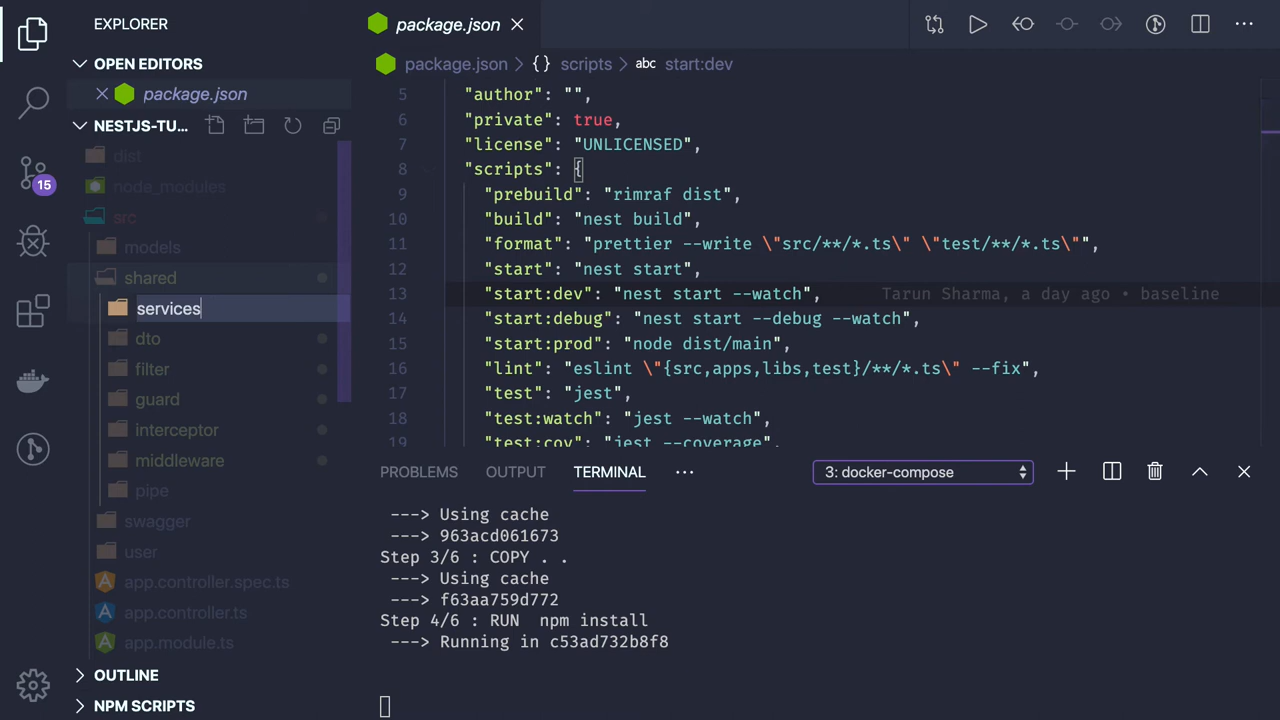 EXPLORER
OPEN EDITORS
package.json
NESTJS-TU...
dist
node_modules
src
models
shared
services
dto
filter
guard
interceptor
middleware
pipe
swagger
user
app.controller.spec.ts
app.controller.ts
app.module.ts
OUTLINE
NPM SCRIPTS
15
package.json
package.json > {} scripts > abc start:dev
5 "author": "",
6 "private": true,
7 "license": "UNLICENSED",
8 "scripts": {
9 "prebuild": "rimraf dist",
10 "build": "nest build",
11 "format": "prettier --write \"src/**/*.ts\" \"test/**/*.ts\"",
12 "start": "nest start",
13 "start:dev": "nest start --watch", Tarun Sharma, a day ago • baseline
14 "start:debug": "nest start --debug --watch",
15 "start:prod": "node dist/main",
16 "lint": "eslint \"{src,apps,libs,test}/**/*.ts\" --fix",
17 "test": "jest",
18 "test:watch": "jest --watch",
19 "test:cov": "jest --coverage",
PROBLEMS OUTPUT TERMINAL ... 3: docker-compose
---> Using cache
---> 963acd061673
Step 3/6 : COPY . .
---> Using cache
---> f63aa759d772
Step 4/6 : RUN  npm install
---> Running in c53ad732b8f8